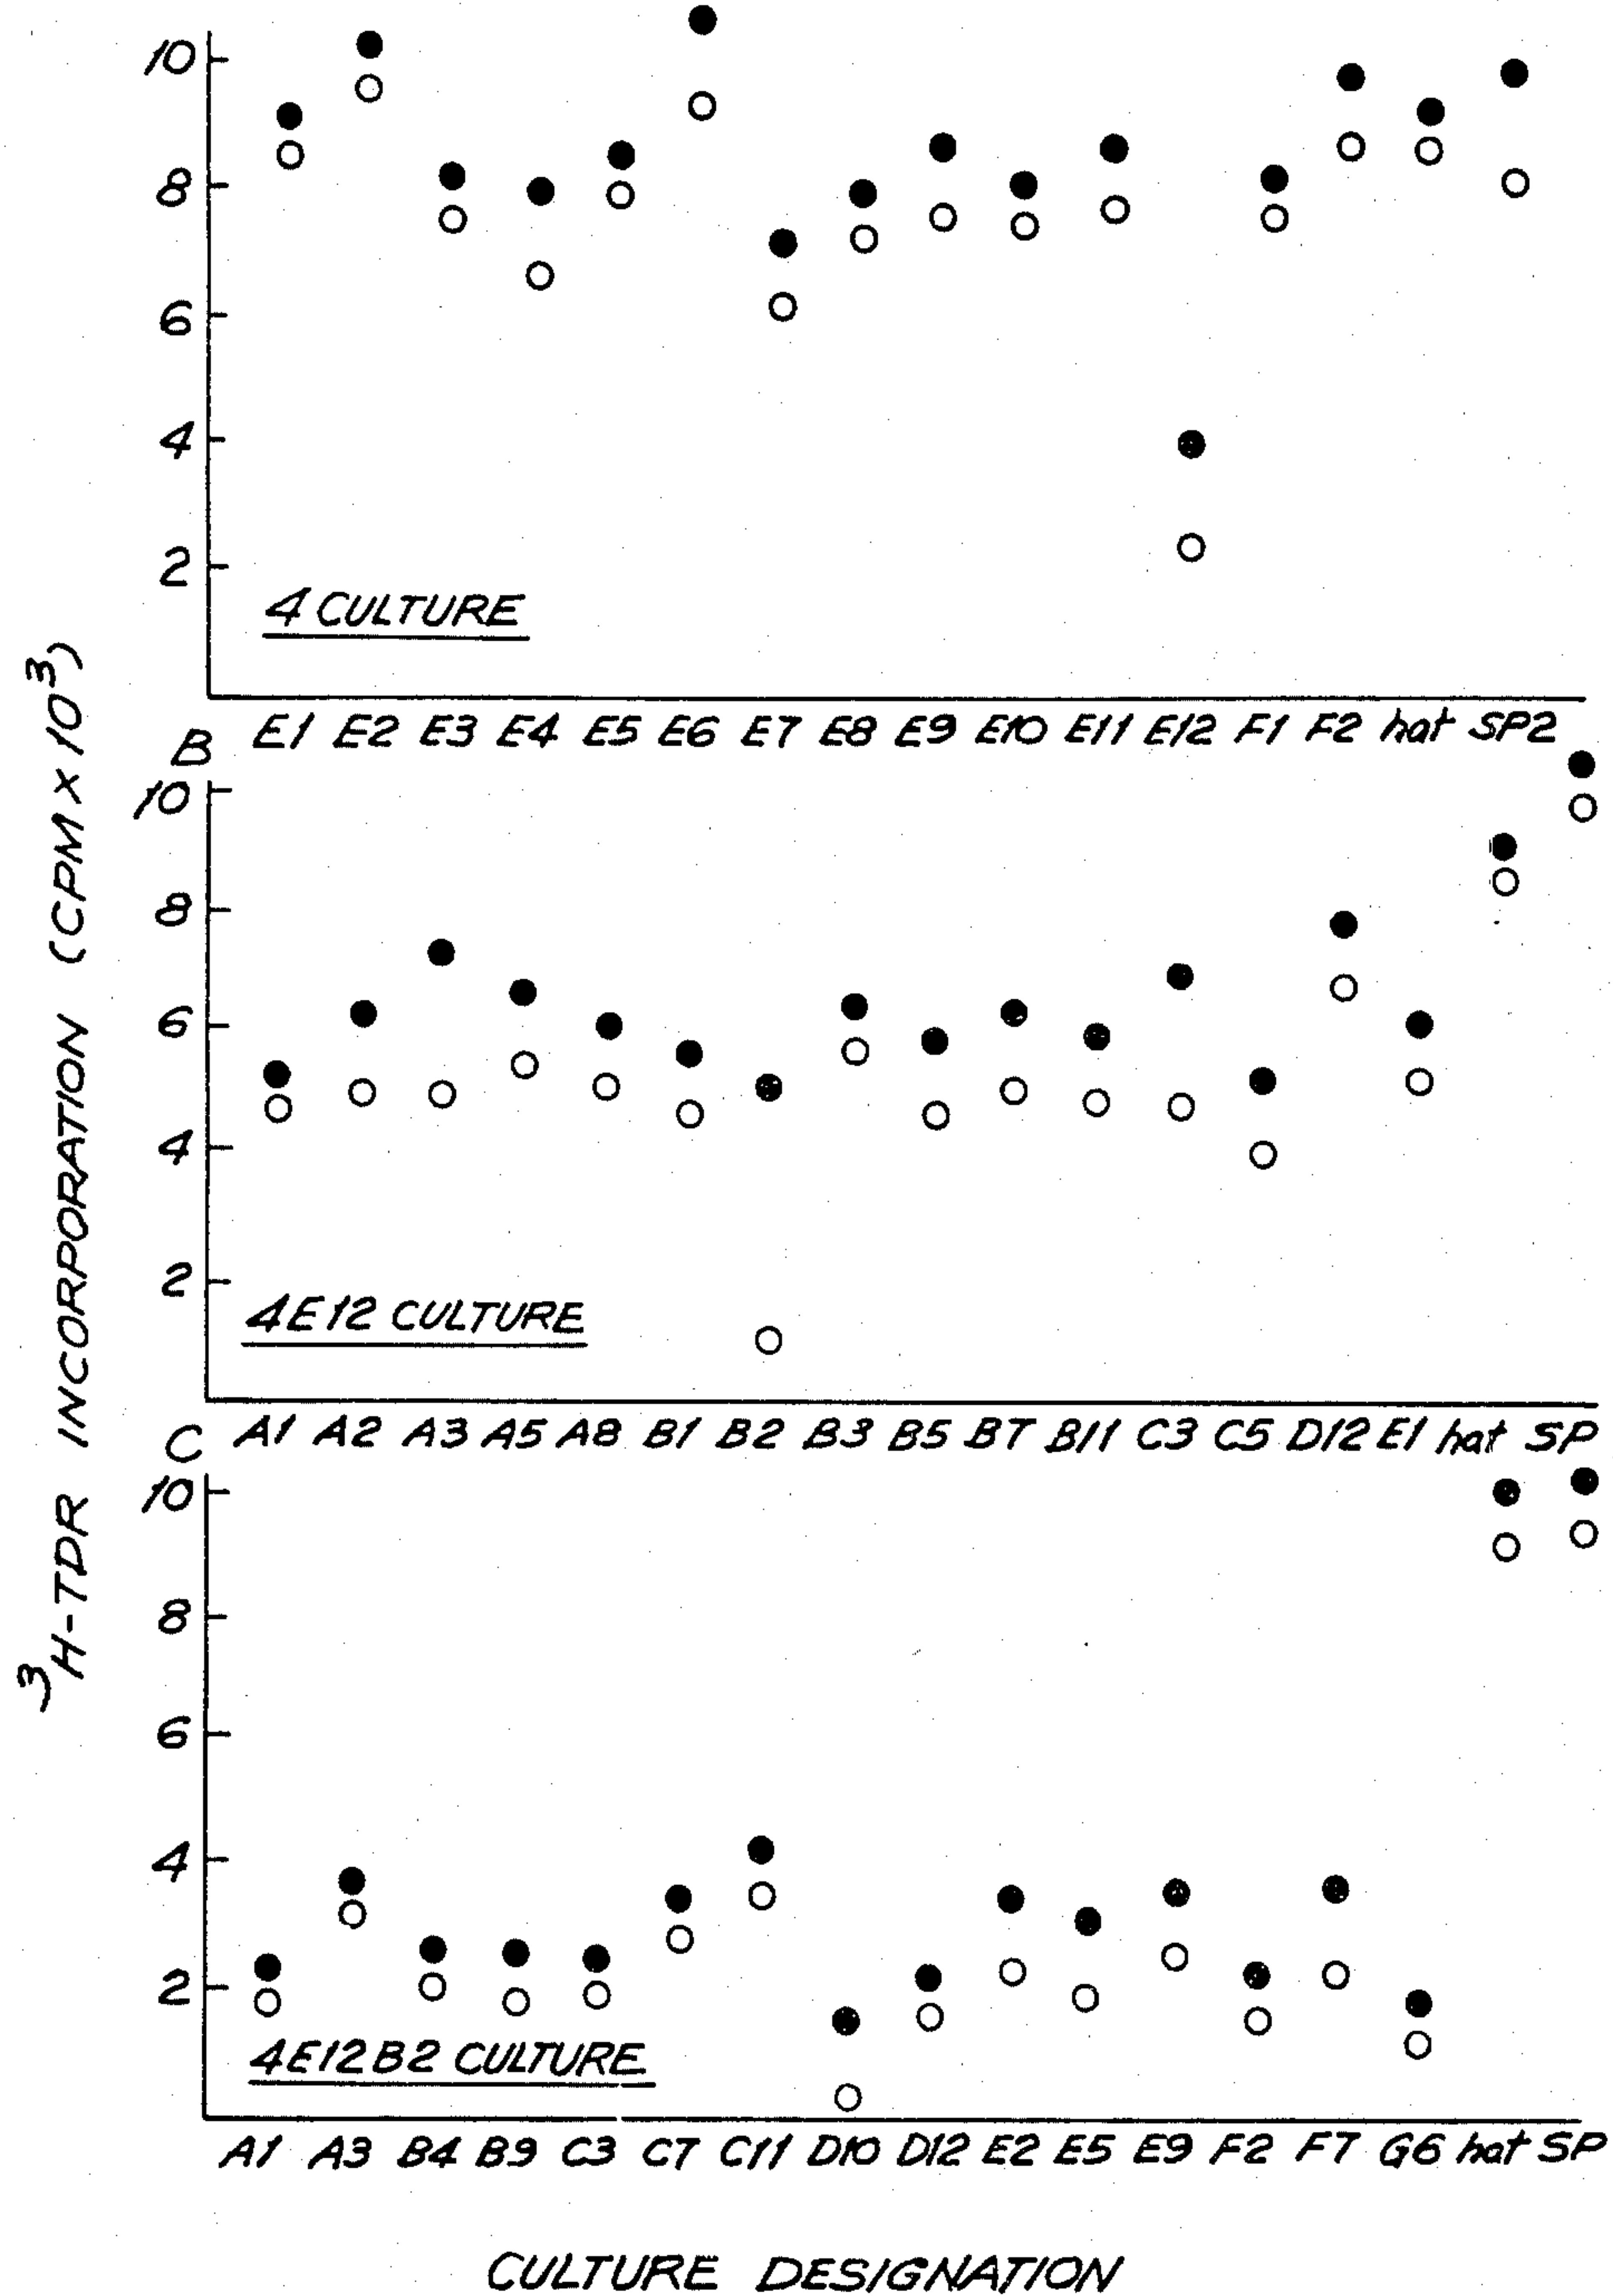 10
8
6
4
2
4 CULTURE
E1 E2 E3 E4 E5 E6 E7 E8 E9 E10 E11 E12 F1 F2 hat SP2
B
10
8
6
4
2
4E12 CULTURE
A1 A2 A3 A5 A8 B1 B2 B3 B5 B7 B11 C3 C5 D12 E1 hat SP
C
10
8
6
4
2
4E12B2 CULTURE
A1 A3 B4 B9 C3 C7 C11 D10 D12 E2 E5 E9 F2 F7 G6 hat SP
³H-TDR INCORPORATION (CPM x 10³)
CULTURE DESIGNATION